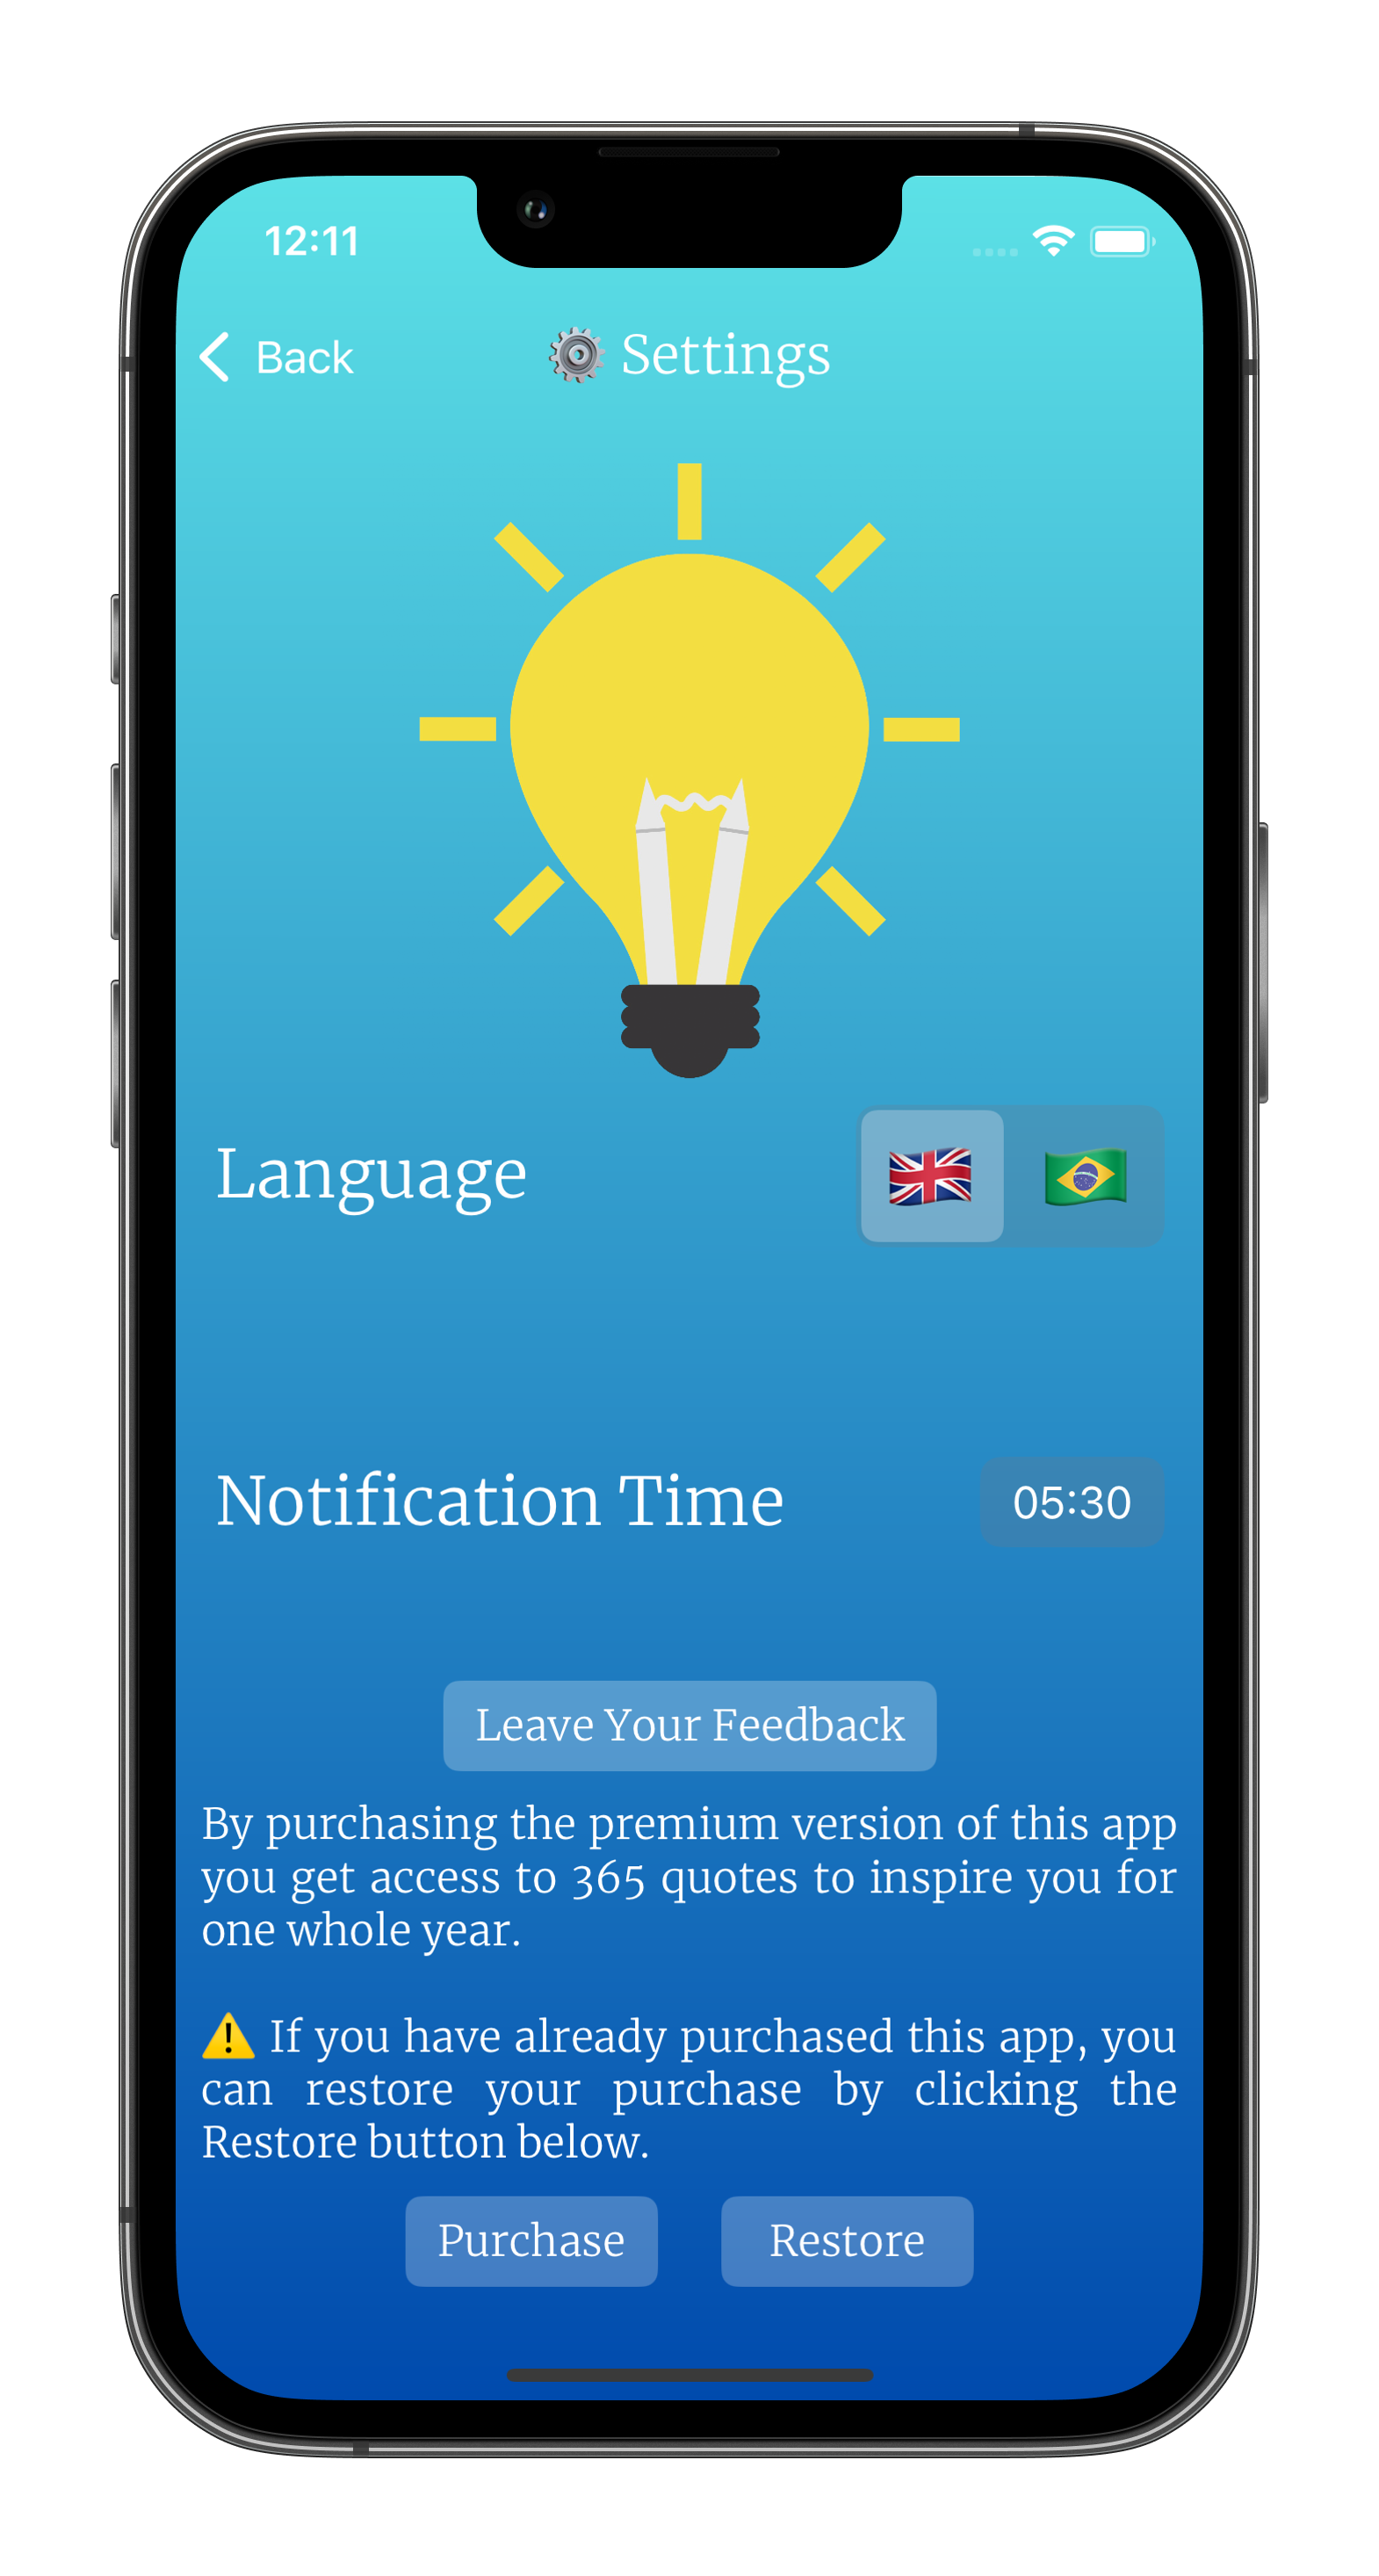 12:11
Back
⚙️ Settings
Language
🇬🇧 🇧🇷
Notification Time
05:30
Leave Your Feedback
By purchasing the premium version of this app
you get access to 365 quotes to inspire you for
one whole year.
⚠️ If you have already purchased this app, you
can restore your purchase by clicking the
Restore button below.
Purchase
Restore